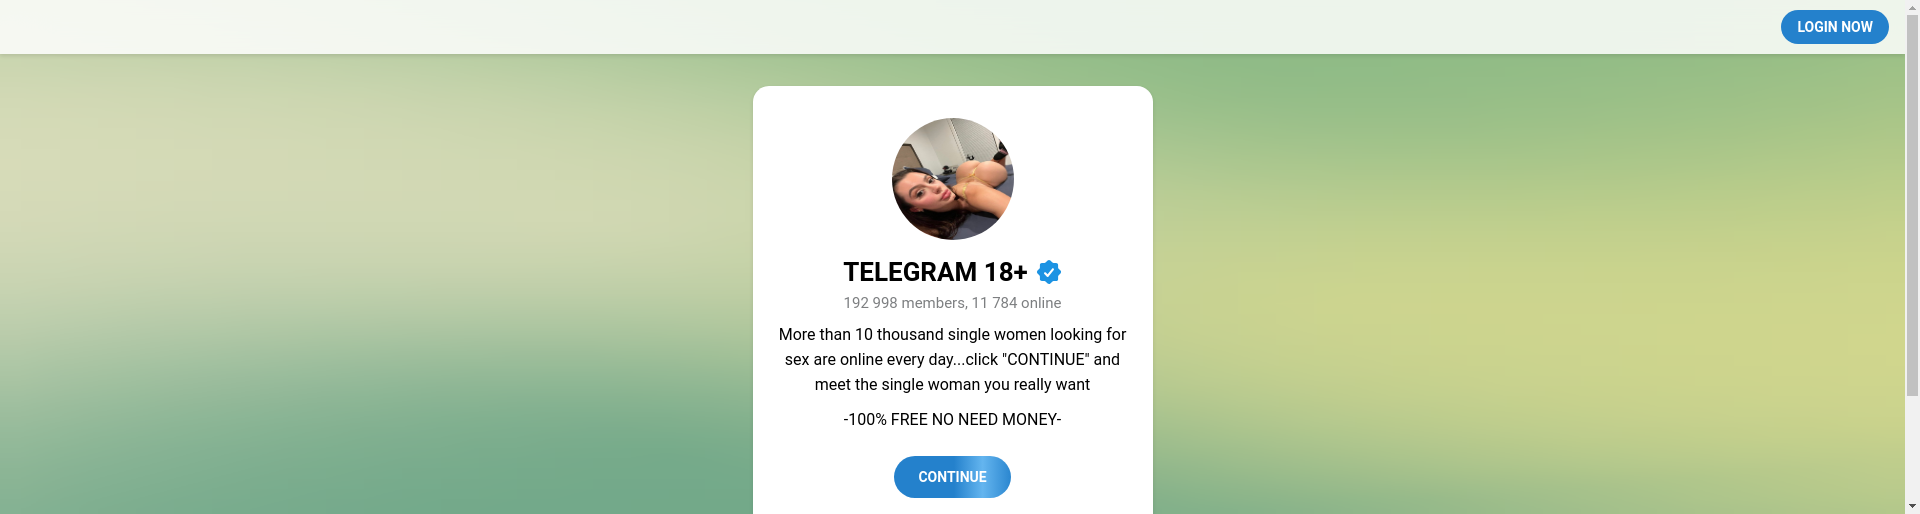 LOGIN NOW
TELEGRAM 18+
192 998 members, 11 784 online
More than 10 thousand single women looking for
sex are online every day...click "CONTINUE" and
meet the single woman you really want
-100% FREE NO NEED MONEY-
CONTINUE